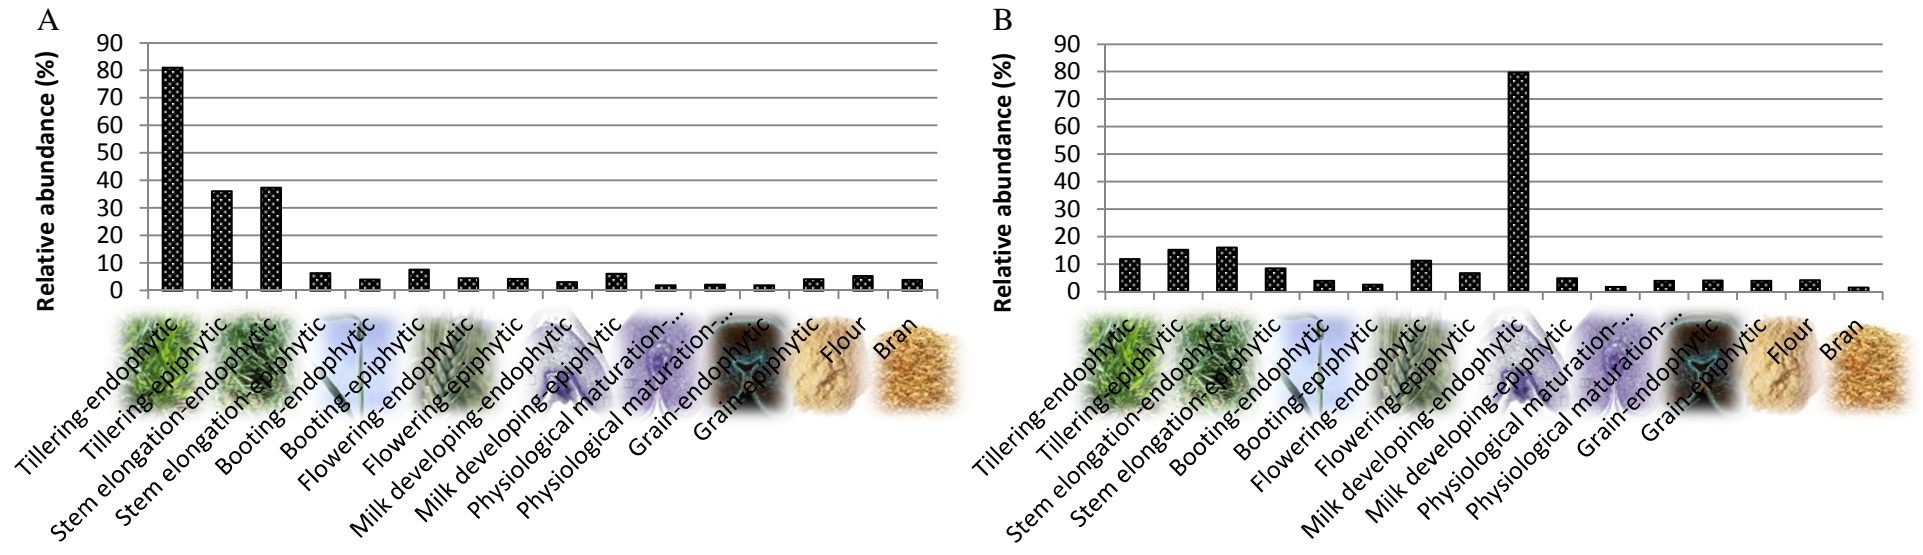 A
90
80
70
60
50
40
30
20
10
0
Relative abundance (%)
Tillering-endophytic
Tillering-epiphytic
Stem elongation-endophytic
Stem elongation-epiphytic
Booting-endophytic
Booting-epiphytic
Flowering-endophytic
Flowering-epiphytic
Milk developing-endophytic
Milk developing-epiphytic
Physiological maturation-...
Physiological maturation-...
Grain-endophytic
Grain-epiphytic
Flour
Bran
B
90
80
70
60
50
40
30
20
10
0
Relative abundance (%)
Tillering-endophytic
Tillering-epiphytic
Stem elongation-endophytic
Stem elongation-epiphytic
Booting-endophytic
Booting-epiphytic
Flowering-endophytic
Flowering-epiphytic
Milk developing-endophytic
Milk developing-epiphytic
Physiological maturation-...
Physiological maturation-...
Grain-endophytic
Grain-epiphytic
Flour
Bran